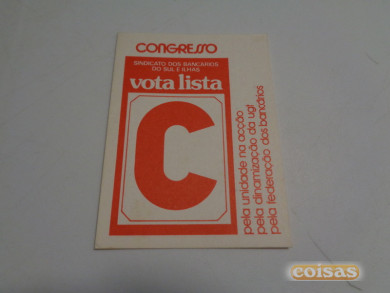 CONGRESSO
SINDICATO DOS BANCÁRIOS
DO SUL E ILHAS
vota lista
C
pela unidade na acção
pela dinamização da ugt
pela federação dos bancários
coisas